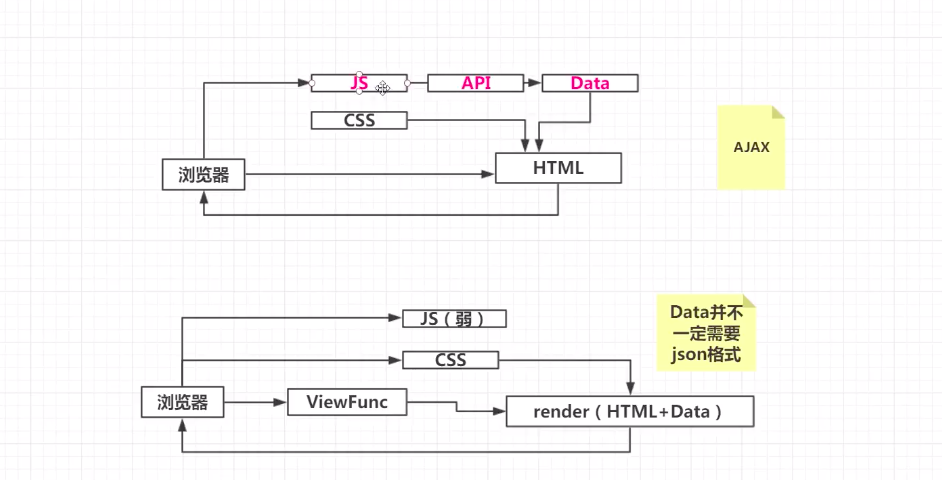 JS
API
Data
CSS
AJAX
浏览器
HTML
JS（弱）
Data并不
一定需要
json格式
CSS
浏览器
ViewFunc
render（HTML+Data）